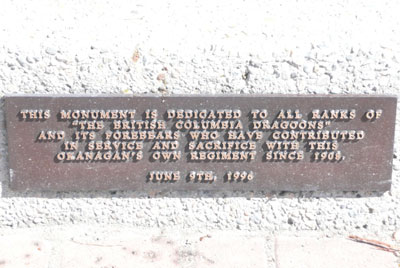 THIS MONUMENT IS DEDICATED TO ALL RANKS OF
"THE BRITISH COLUMBIA DRAGOONS"
AND ITS FOREBEARS WHO HAVE CONTRIBUTED
IN SERVICE AND SACRIFICE WITH THIS
OKANAGAN'S OWN REGIMENT SINCE 1908.
JUNE 9TH, 1996